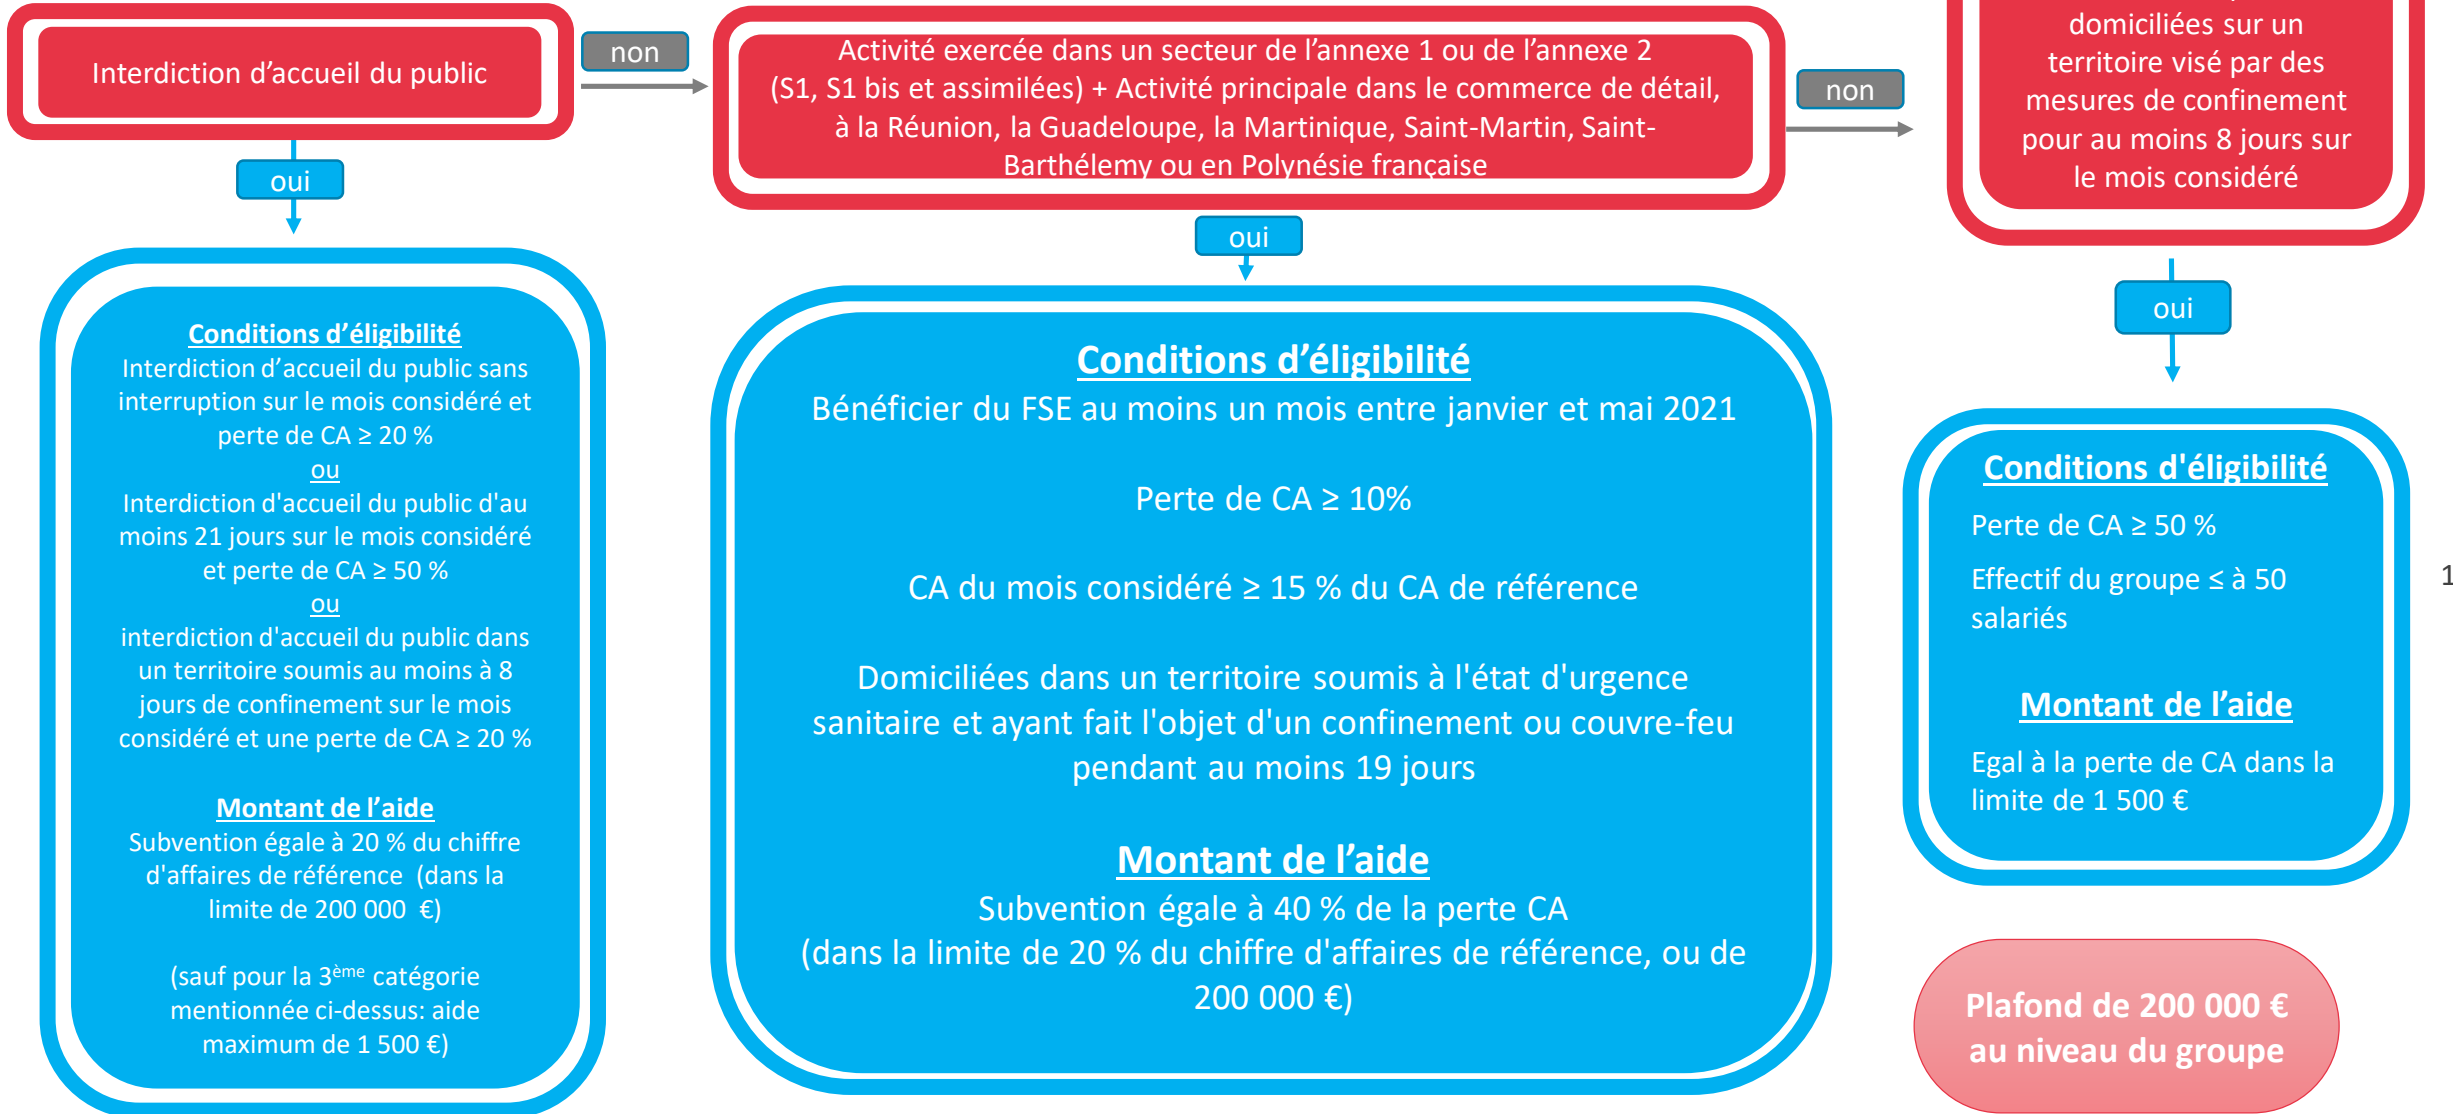 Interdiction d’accueil du public
non
Activité exercée dans un secteur de l’annexe 1 ou de l’annexe 2
(S1, S1 bis et assimilées) + Activité principale dans le commerce de détail,
à la Réunion, la Guadeloupe, la Martinique, Saint-Martin, Saint-
Barthélemy ou en Polynésie française
non
domiciliées sur un
territoire visé par des
mesures de confinement
pour au moins 8 jours sur
le mois considéré
oui
oui
oui
Conditions d’éligibilité
Interdiction d’accueil du public sans
interruption sur le mois considéré et
perte de CA ≥ 20 %
ou
Interdiction d'accueil du public d'au
moins 21 jours sur le mois considéré
et perte de CA ≥ 50 %
ou
interdiction d'accueil du public dans
un territoire soumis au moins à 8
jours de confinement sur le mois
considéré et une perte de CA ≥ 20 %
Montant de l’aide
Subvention égale à 20 % du chiffre
d'affaires de référence (dans la
limite de 200 000 €)
(sauf pour la 3ème catégorie
mentionnée ci-dessus: aide
maximum de 1 500 €)
Conditions d’éligibilité
Bénéficier du FSE au moins un mois entre janvier et mai 2021
Perte de CA ≥ 10%
CA du mois considéré ≥ 15 % du CA de référence
Domiciliées dans un territoire soumis à l'état d'urgence
sanitaire et ayant fait l'objet d'un confinement ou couvre-feu
pendant au moins 19 jours
Montant de l’aide
Subvention égale à 40 % de la perte CA
(dans la limite de 20 % du chiffre d'affaires de référence, ou de
200 000 €)
Conditions d'éligibilité
Perte de CA ≥ 50 %
Effectif du groupe ≤ à 50
salariés
Montant de l’aide
Egal à la perte de CA dans la
limite de 1 500 €
1
Plafond de 200 000 €
au niveau du groupe